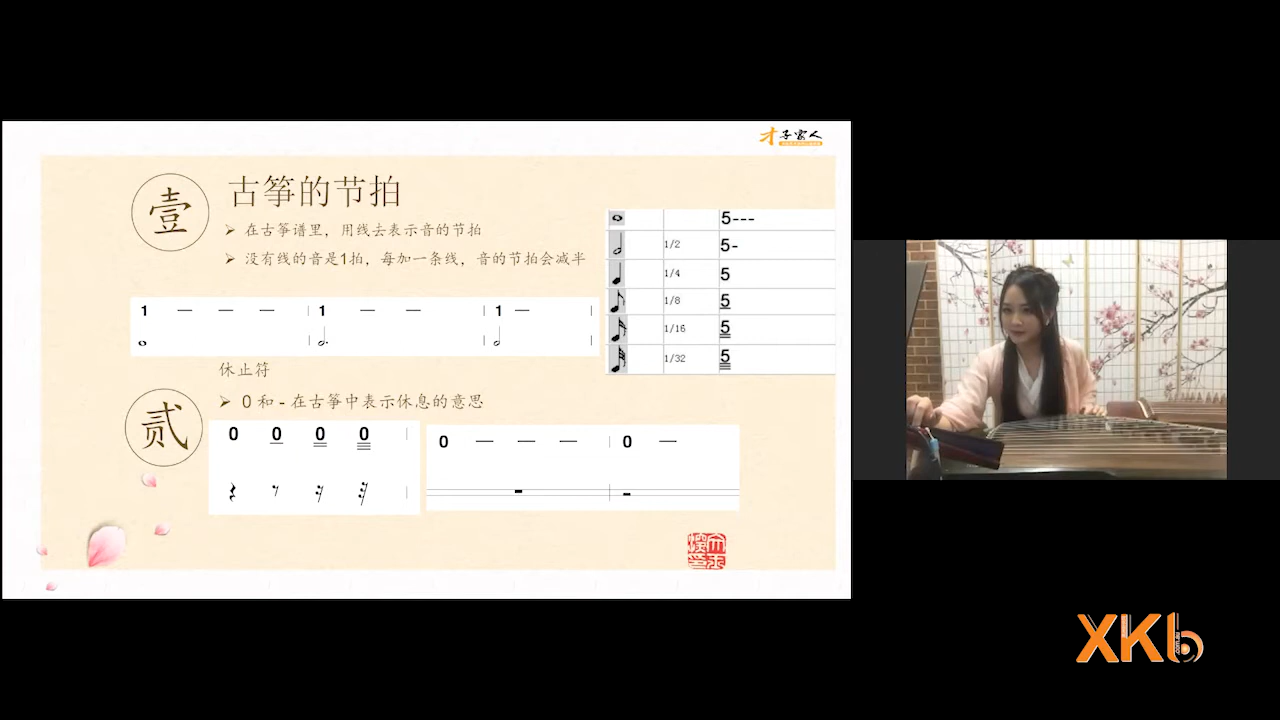 才子家人
壹
古筝的节拍
➢ 在古筝谱里，用线去表示音的节拍
➢ 没有线的音是1拍，每加一条线，音的节拍会减半
1 — — — | 1 — — | 1 — |
5---
1/2 5-
1/4 5
1/8 5
1/16 5
1/32 5
休止符
贰
➢ 0 和 - 在古筝中表示休息的意思
0 0 0 0 |
0 — — — | 0 —
XKb